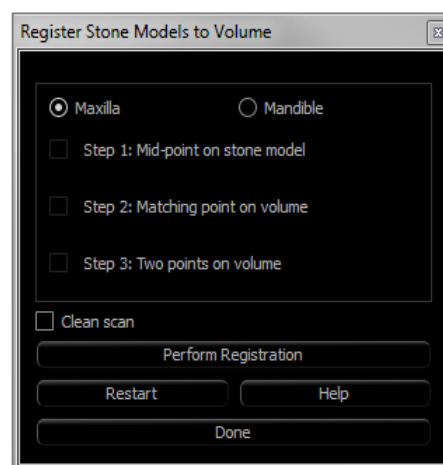 Register Stone Models to Volume
Maxilla Mandible
Step 1: Mid-point on stone model
Step 2: Matching point on volume
Step 3: Two points on volume
Clean scan
Perform Registration
Restart Help
Done